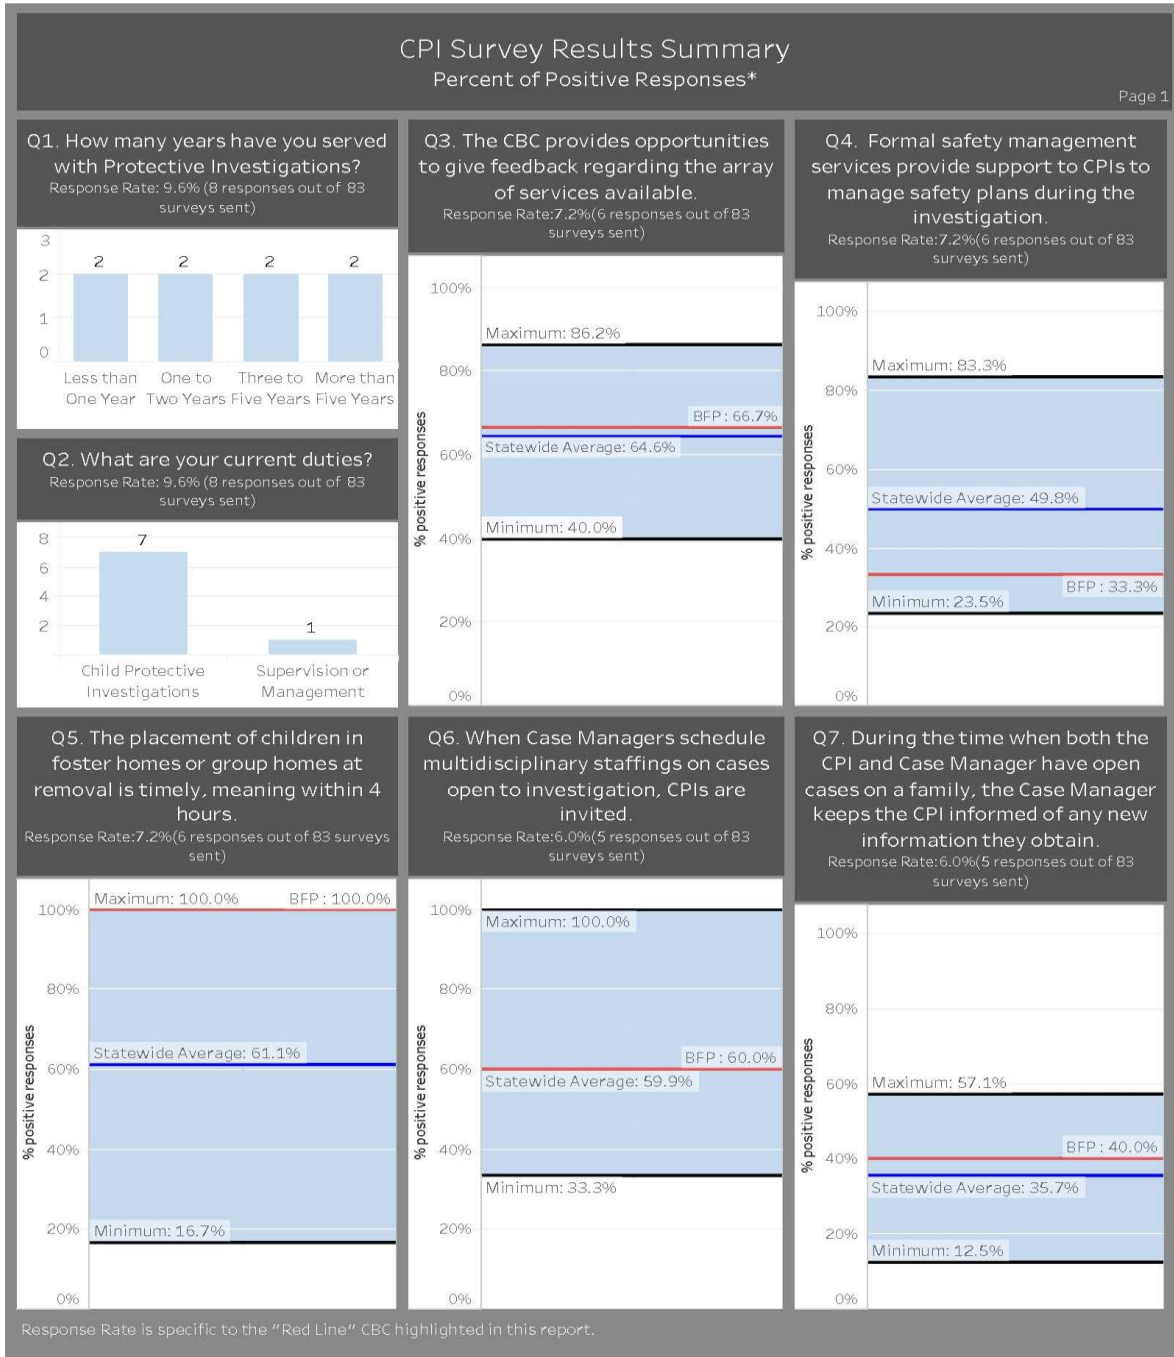 CPI Survey Results Summary
Percent of Positive Responses*
Page 1
Q1. How many years have you served
with Protective Investigations?
Response Rate: 9.6% (8 responses out of 83
surveys sent)
3
2
1
0
2
2
2
2
Less than
One Year
One to
Two Years
Three to
Five Years
More than
Five Years
Q2. What are your current duties?
Response Rate: 9.6% (8 responses out of 83
surveys sent)
8
6
4
2
7
1
Child Protective
Investigations
Supervision or
Management
Q3. The CBC provides opportunities
to give feedback regarding the array
of services available.
Response Rate:7.2%(6 responses out of 83
surveys sent)
% positive responses
100%
80%
60%
40%
20%
0%
Maximum: 86.2%
BFP : 66.7%
Statewide Average: 64.6%
Minimum: 40.0%
Q4. Formal safety management
services provide support to CPIs to
manage safety plans during the
investigation.
Response Rate:7.2%(6 responses out of 83
surveys sent)
% positive responses
100%
80%
60%
40%
20%
0%
Maximum: 83.3%
Statewide Average: 49.8%
BFP : 33.3%
Minimum: 23.5%
Q5. The placement of children in
foster homes or group homes at
removal is timely, meaning within 4
hours.
Response Rate:7.2%(6 responses out of 83 surveys
sent)
% positive responses
100%
80%
60%
40%
20%
0%
Maximum: 100.0%
BFP : 100.0%
Statewide Average: 61.1%
Minimum: 16.7%
Q6. When Case Managers schedule
multidisciplinary staffings on cases
open to investigation, CPIs are
invited.
Response Rate:6.0%(5 responses out of 83
surveys sent)
% positive responses
100%
80%
60%
40%
20%
0%
Maximum: 100.0%
BFP : 60.0%
Statewide Average: 59.9%
Minimum: 33.3%
Q7. During the time when both the
CPI and Case Manager have open
cases on a family, the Case Manager
keeps the CPI informed of any new
information they obtain.
Response Rate:6.0%(5 responses out of 83
surveys sent)
% positive responses
100%
80%
60%
40%
20%
0%
Maximum: 57.1%
BFP : 40.0%
Statewide Average: 35.7%
Minimum: 12.5%
Response Rate is specific to the "Red Line" CBC highlighted in this report.